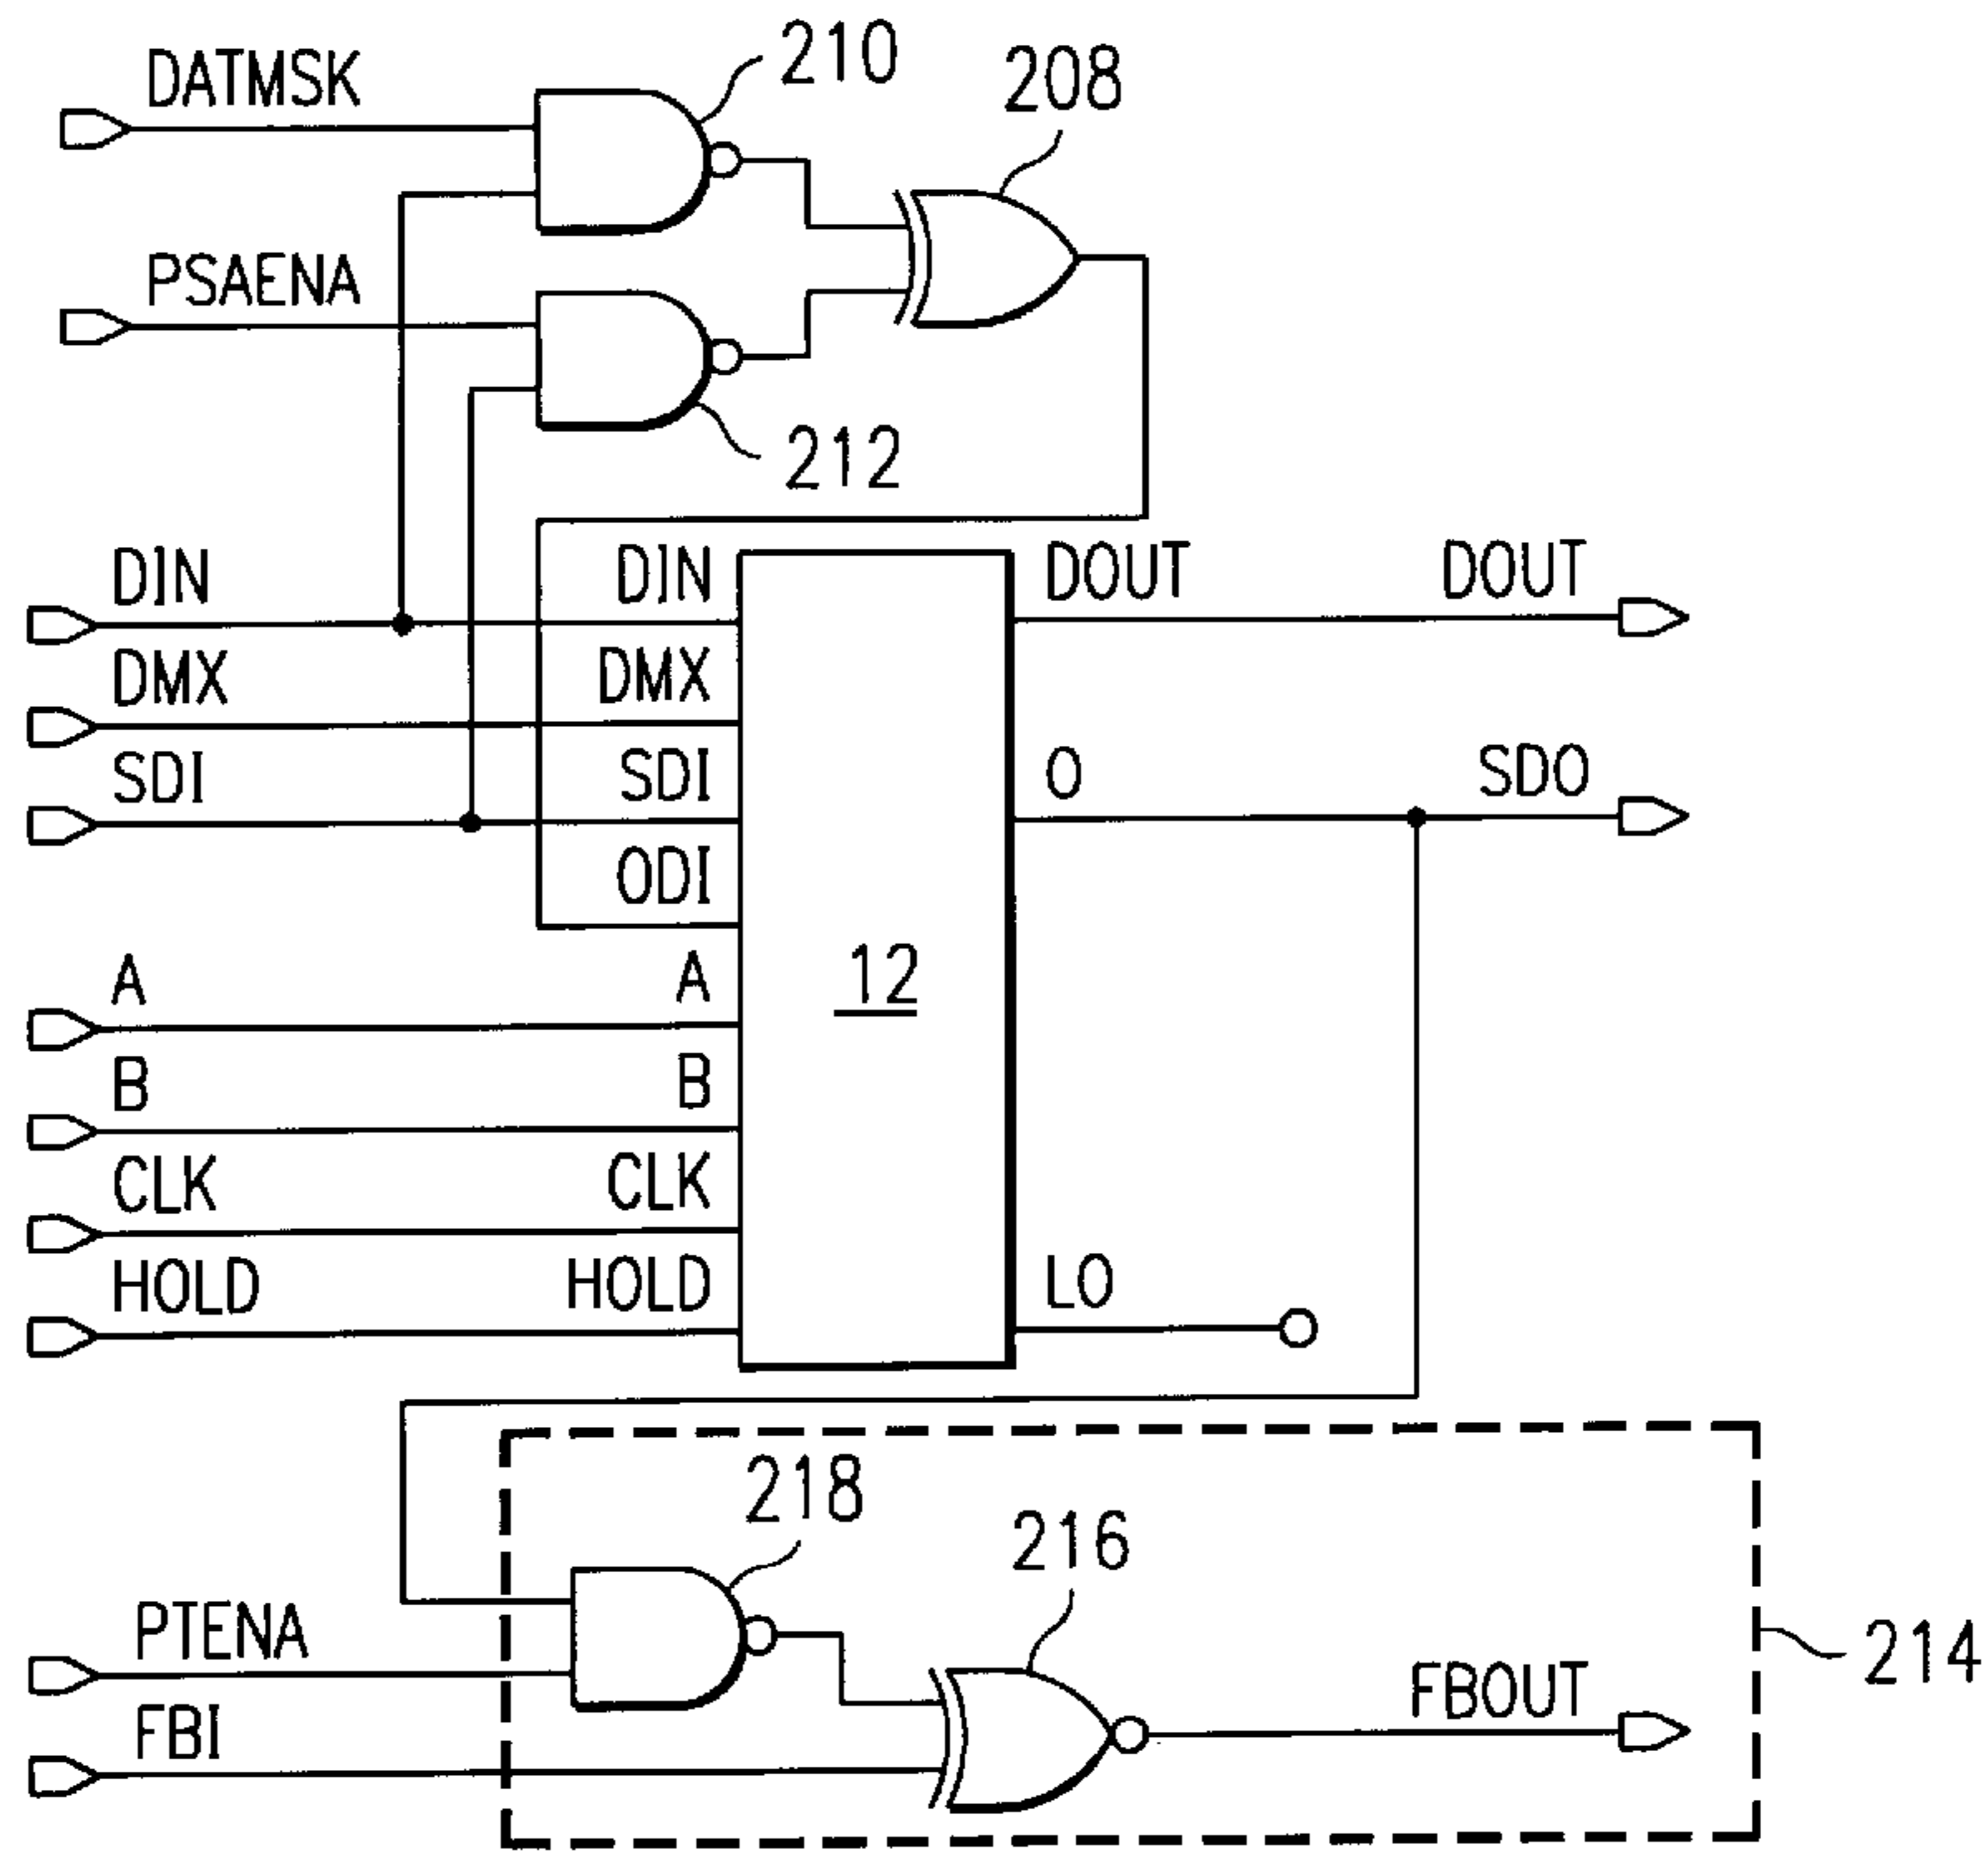 DATMSK
210
208
PSAENA
212
DIN DIN DOUT DOUT
DMX DMX
SDI SDI O SDO
ODI
12
A A
B B
CLK CLK
HOLD HOLD LO
218
216
PTENA
214
FBI FBOUT